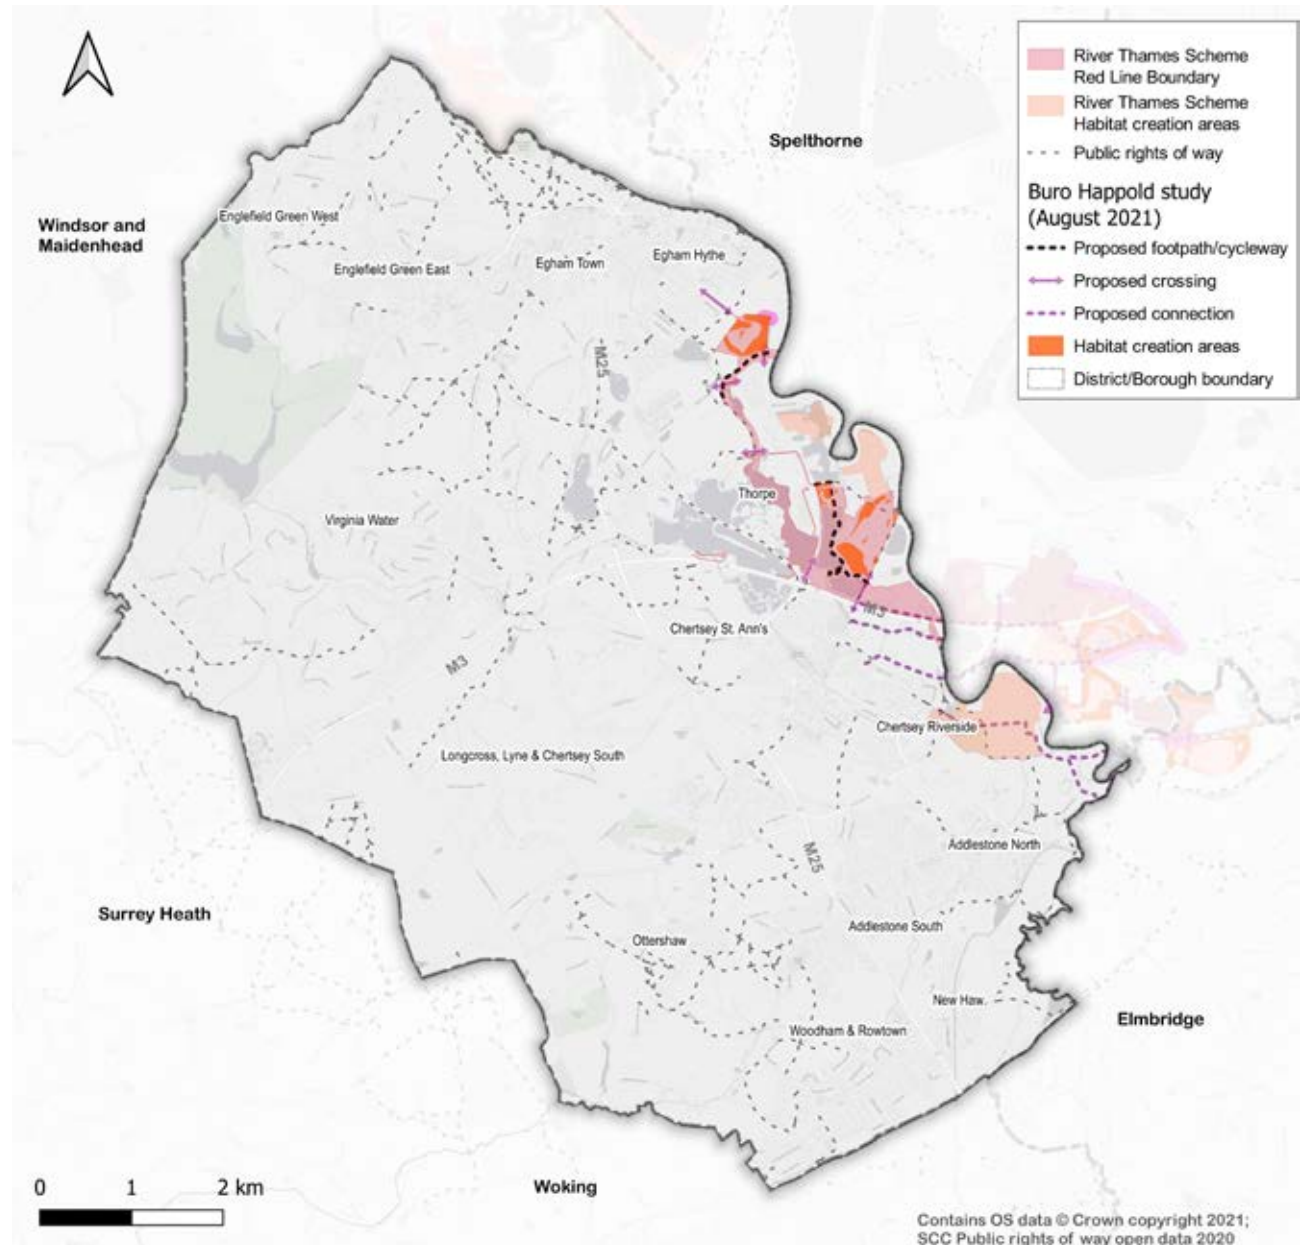 River Thames Scheme
Red Line Boundary
River Thames Scheme
Habitat creation areas
Public rights of way
Buro Happold study
(August 2021)
Proposed footpath/cycleway
Proposed crossing
Proposed connection
Habitat creation areas
District/Borough boundary
Spelthorne
Windsor and
Maidenhead
Englefield Green West
Englefield Green East
Egham Town
Egham Hythe
M25
Thorpe
Virginia Water
M3
Chertsey St. Ann's
M3
Chertsey Riverside
Longcross, Lyne & Chertsey South
Addlestone North
M25
Surrey Heath
Addlestone South
Ottershaw
New Haw.
Elmbridge
Woodham & Rowtown
0 1 2 km
Woking
Contains OS data © Crown copyright 2021;
SCC Public rights of way open data 2020